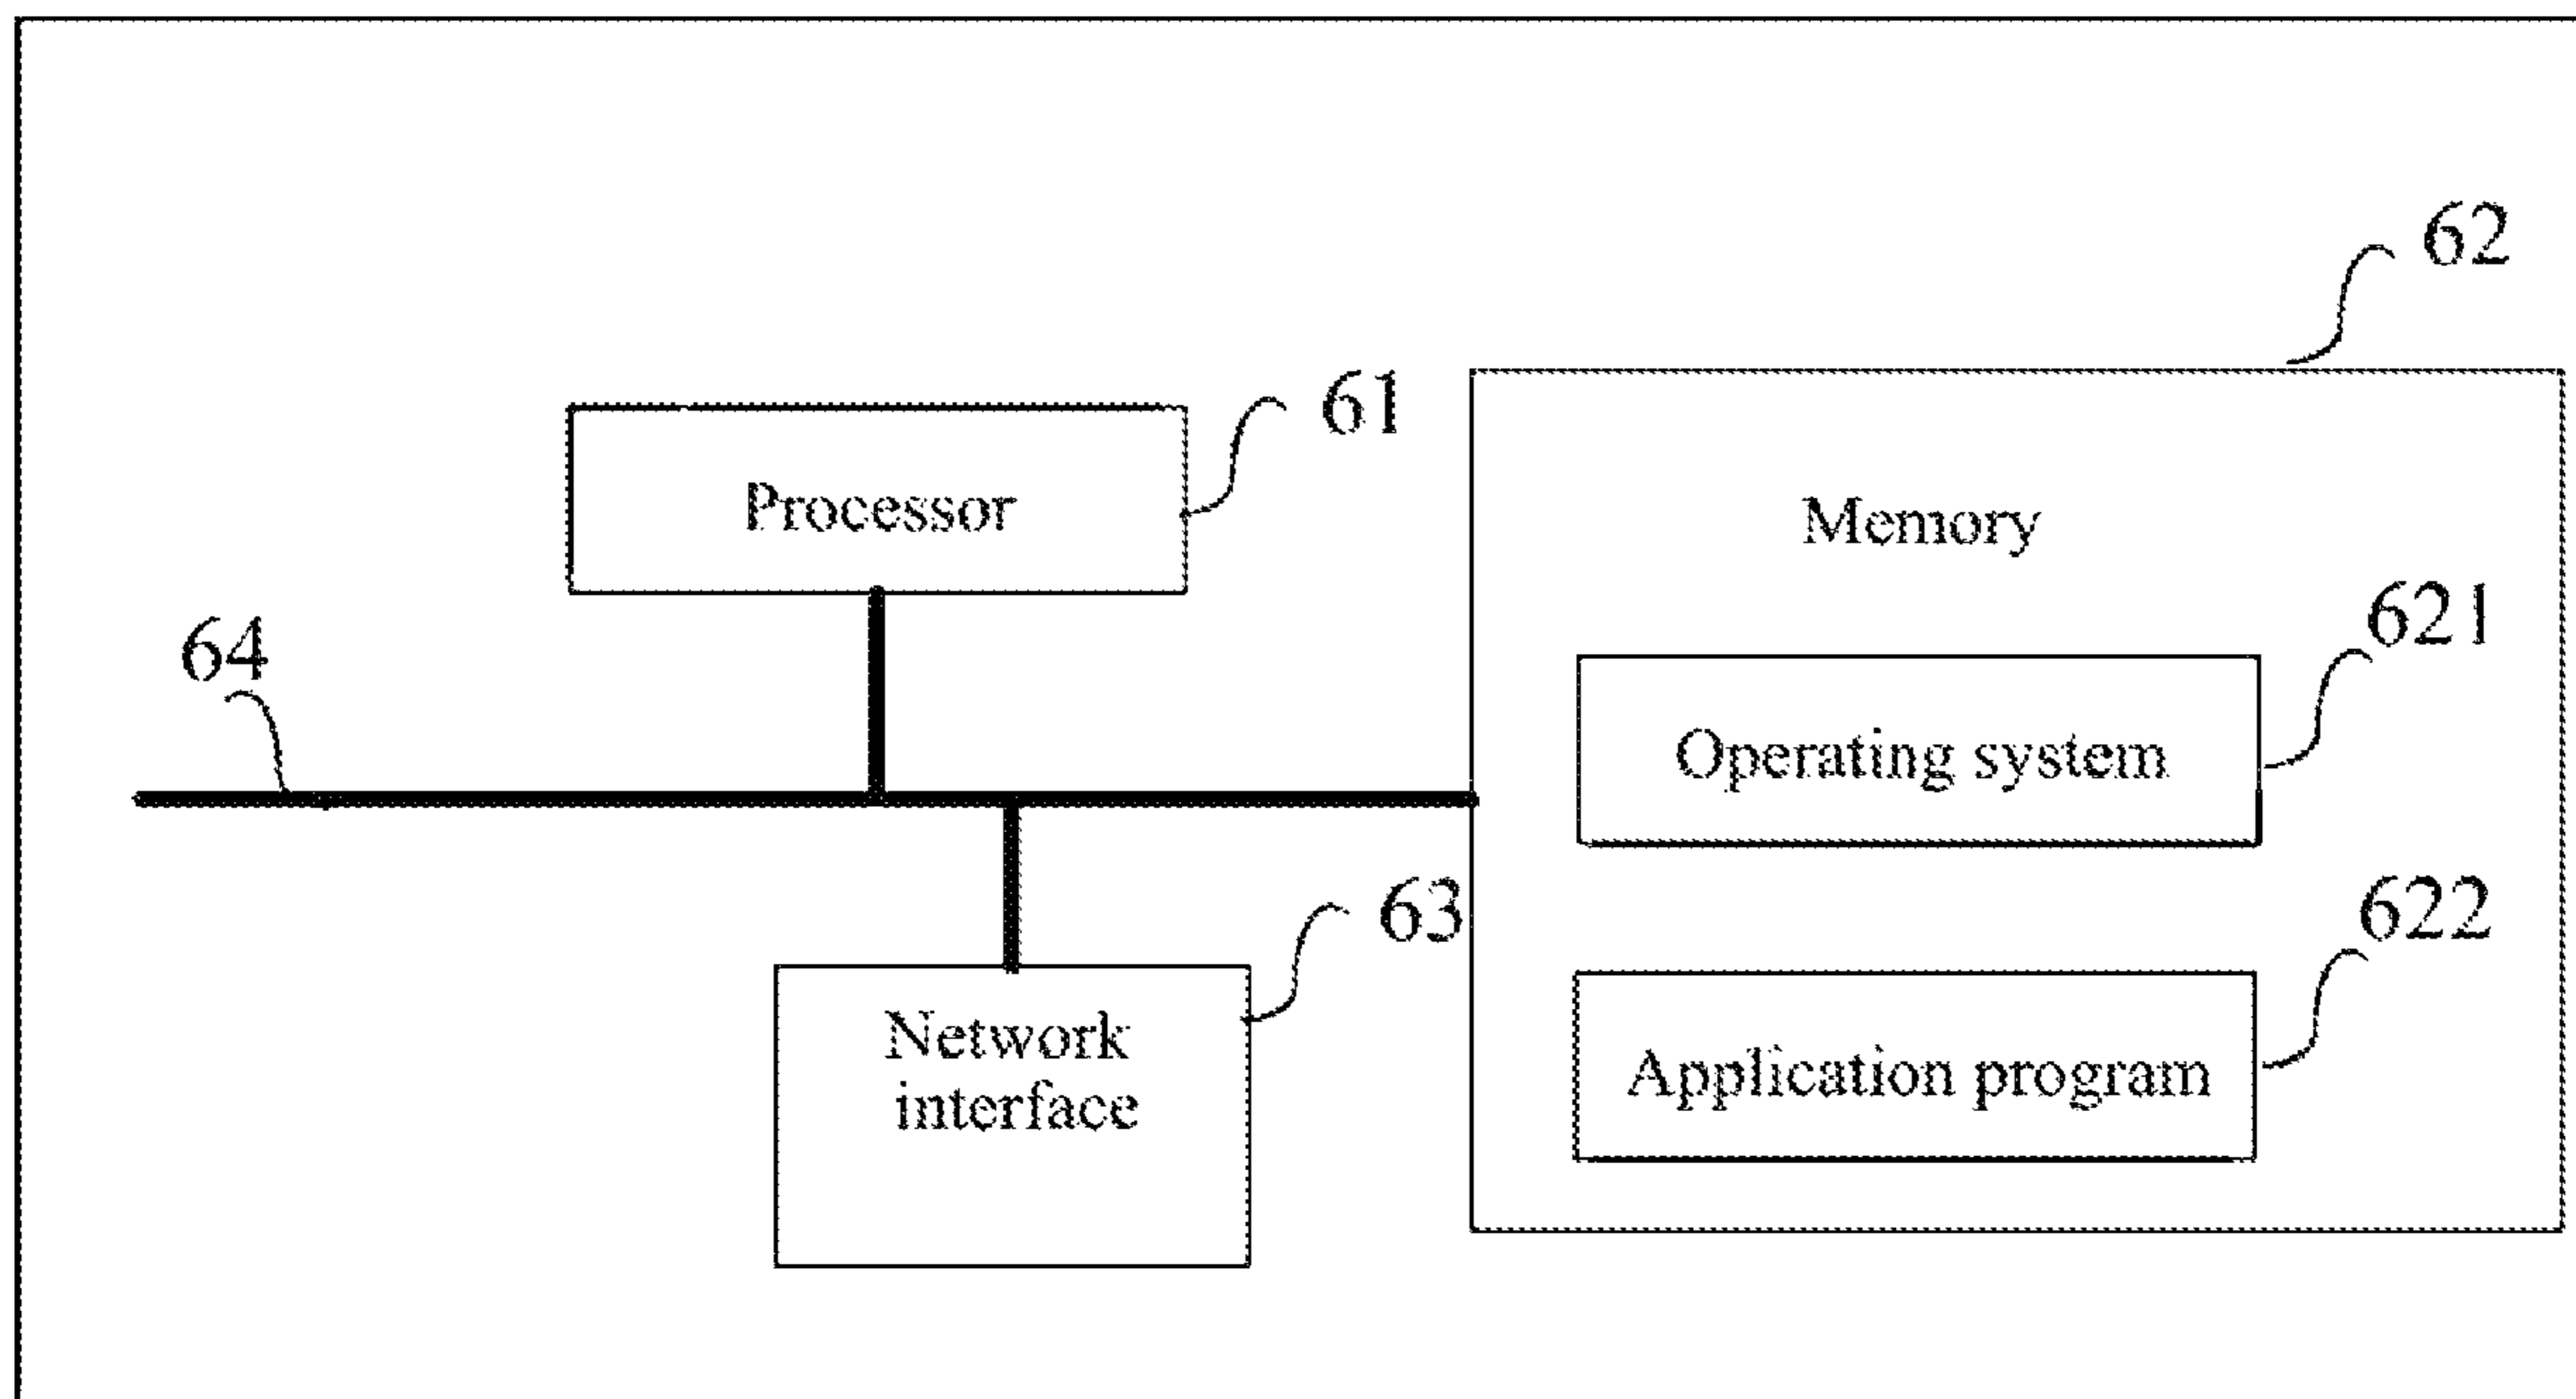 62
61
Processor
Memory
64
621
Operating system
63
622
Network
interface
Application program